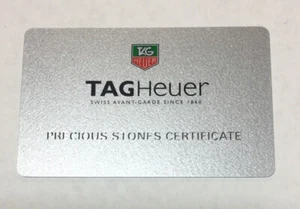 TAG
HEUER
TAGHeuer
SWISS AVANT-GARDE SINCE 1860
PRECIOUS STONES CERTIFICATE